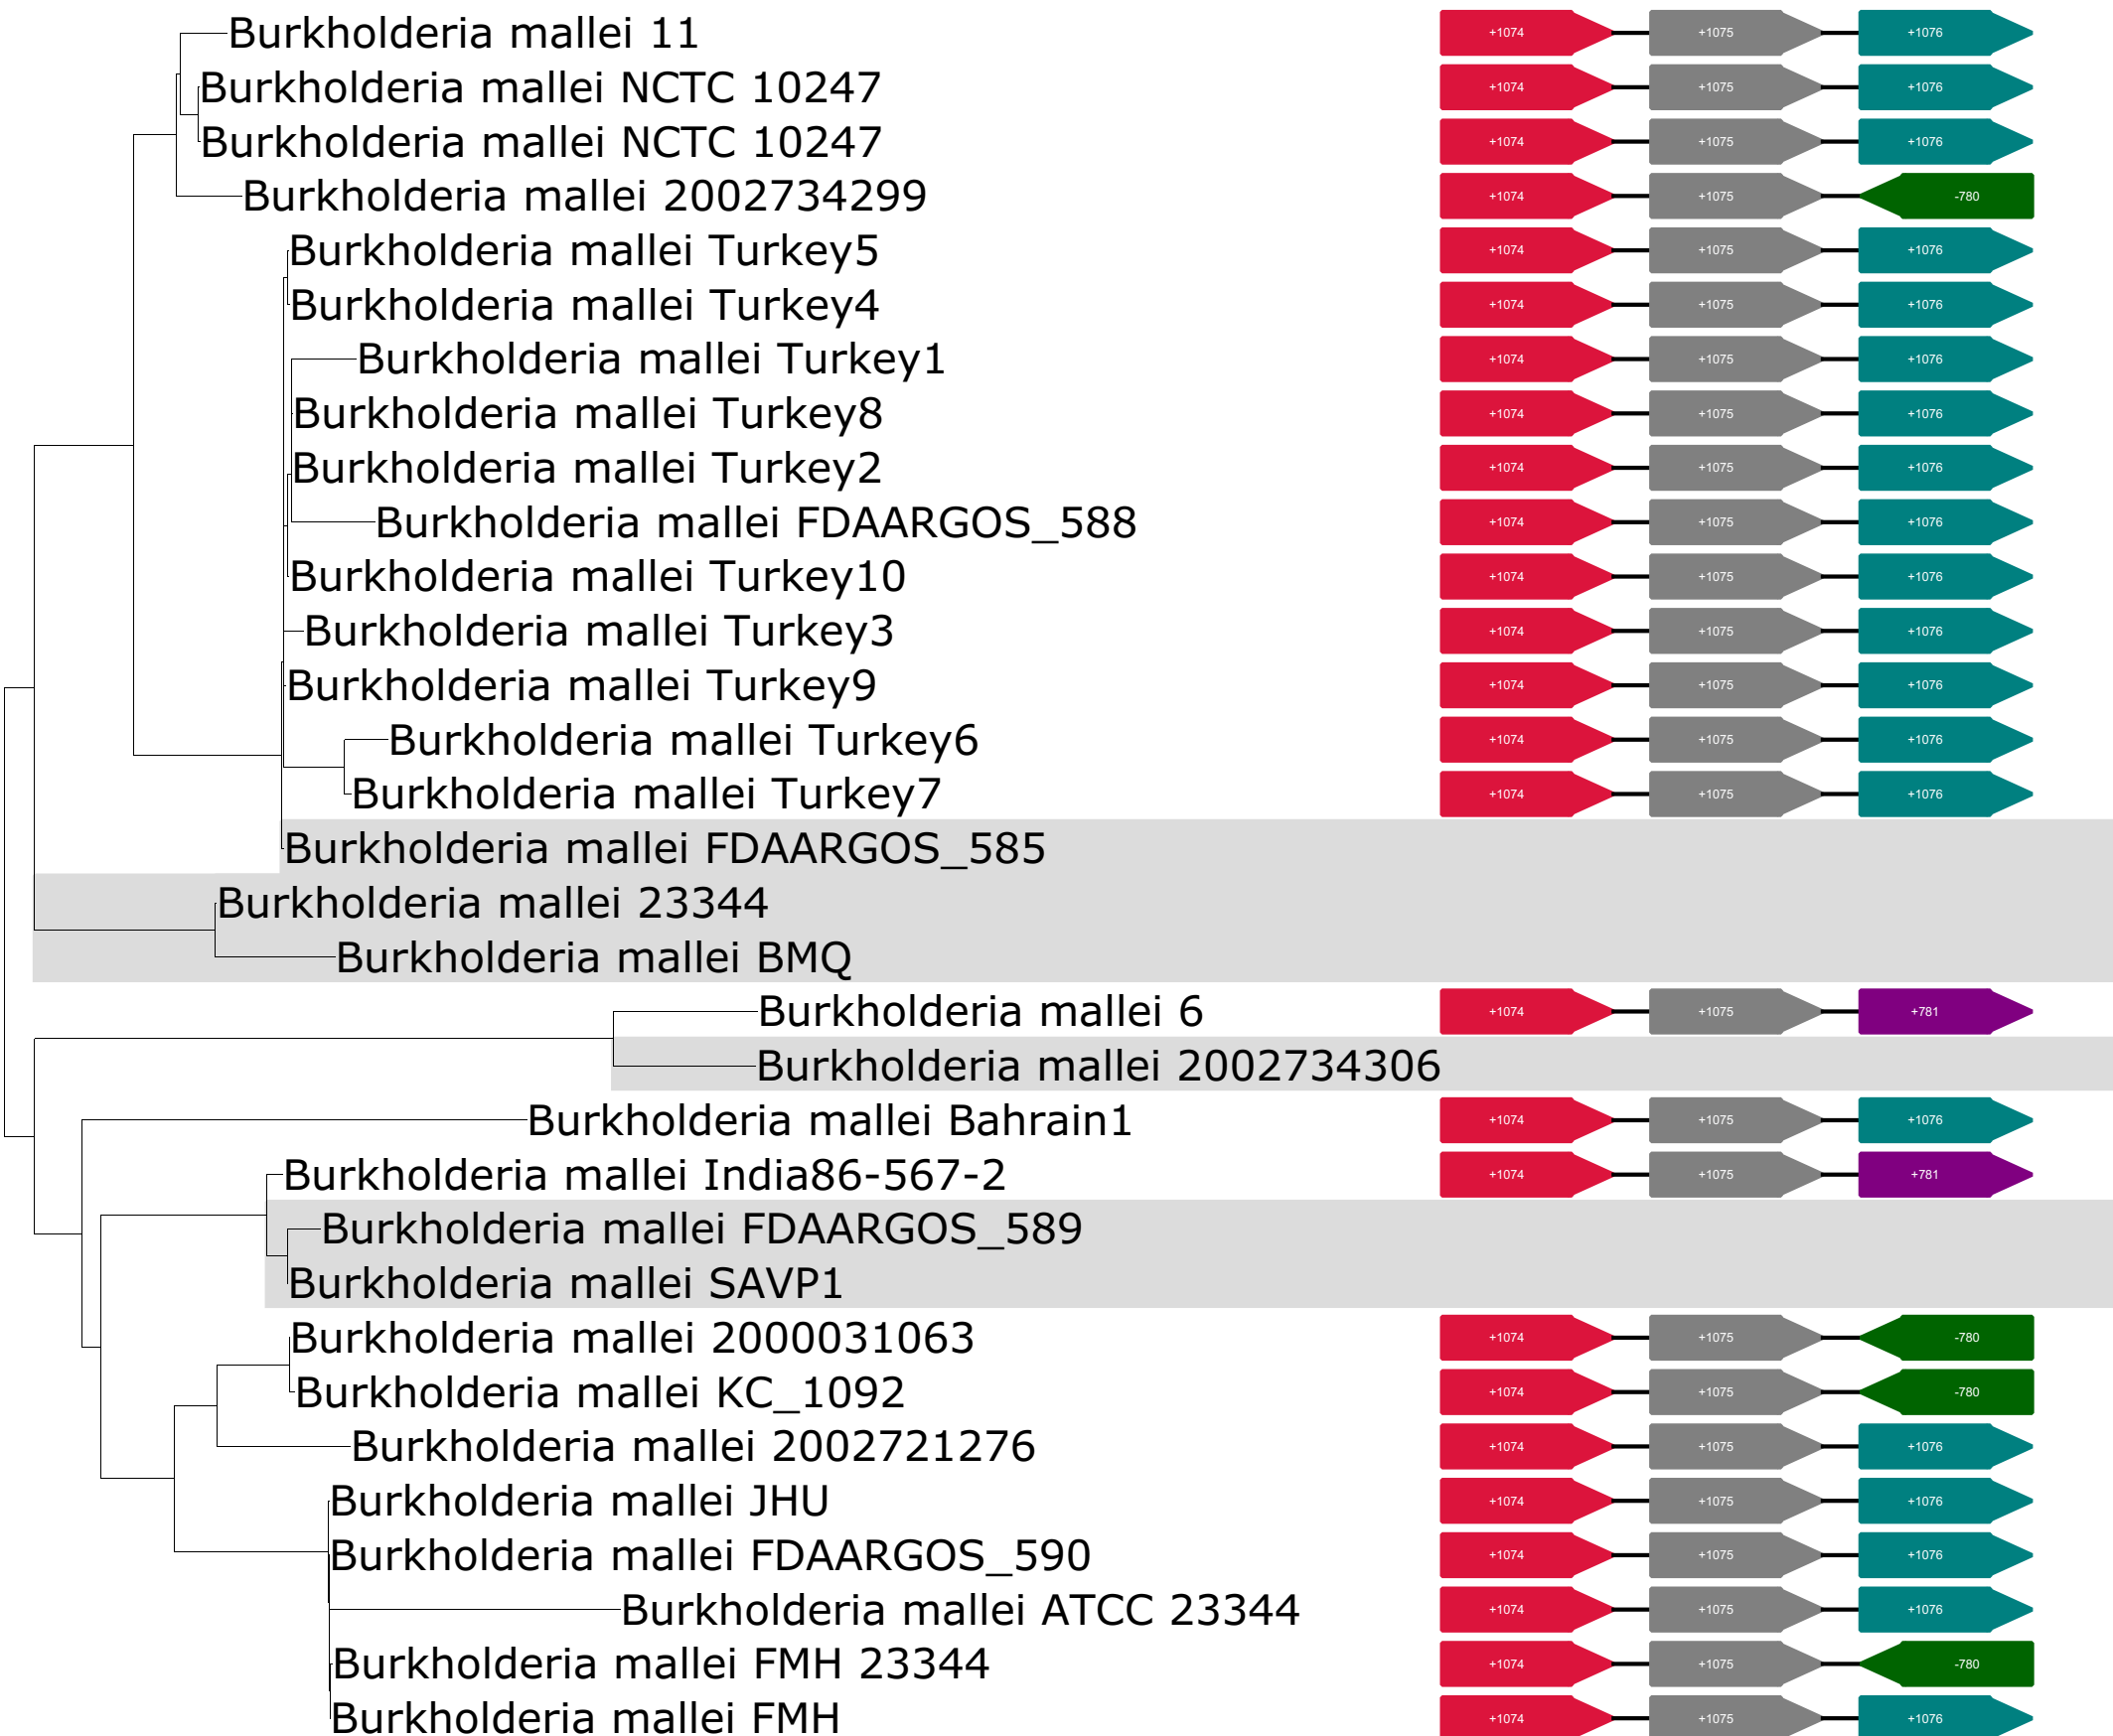 Burkholderia mallei 11 +1074 +1075 +1076
Burkholderia mallei NCTC 10247 +1074 +1075 +1076
Burkholderia mallei NCTC 10247 +1074 +1075 +1076
Burkholderia mallei 2002734299 +1074 +1075 -780
Burkholderia mallei Turkey5 +1074 +1075 +1076
Burkholderia mallei Turkey4 +1074 +1075 +1076
Burkholderia mallei Turkey1 +1074 +1075 +1076
Burkholderia mallei Turkey8 +1074 +1075 +1076
Burkholderia mallei Turkey2 +1074 +1075 +1076
Burkholderia mallei FDAARGOS_588 +1074 +1075 +1076
Burkholderia mallei Turkey10 +1074 +1075 +1076
Burkholderia mallei Turkey3 +1074 +1075 +1076
Burkholderia mallei Turkey9 +1074 +1075 +1076
Burkholderia mallei Turkey6 +1074 +1075 +1076
Burkholderia mallei Turkey7 +1074 +1075 +1076
Burkholderia mallei FDAARGOS_585
Burkholderia mallei 23344
Burkholderia mallei BMQ
Burkholderia mallei 6 +1074 +1075 +781
Burkholderia mallei 2002734306
Burkholderia mallei Bahrain1 +1074 +1075 +1076
Burkholderia mallei India86-567-2 +1074 +1075 +781
Burkholderia mallei FDAARGOS_589
Burkholderia mallei SAVP1
Burkholderia mallei 2000031063 +1074 +1075 -780
Burkholderia mallei KC_1092 +1074 +1075 -780
Burkholderia mallei 2002721276 +1074 +1075 +1076
Burkholderia mallei JHU +1074 +1075 +1076
Burkholderia mallei FDAARGOS_590 +1074 +1075 +1076
Burkholderia mallei ATCC 23344 +1074 +1075 +1076
Burkholderia mallei FMH 23344 +1074 +1075 -780
Burkholderia mallei FMH +1074 +1075 +1076